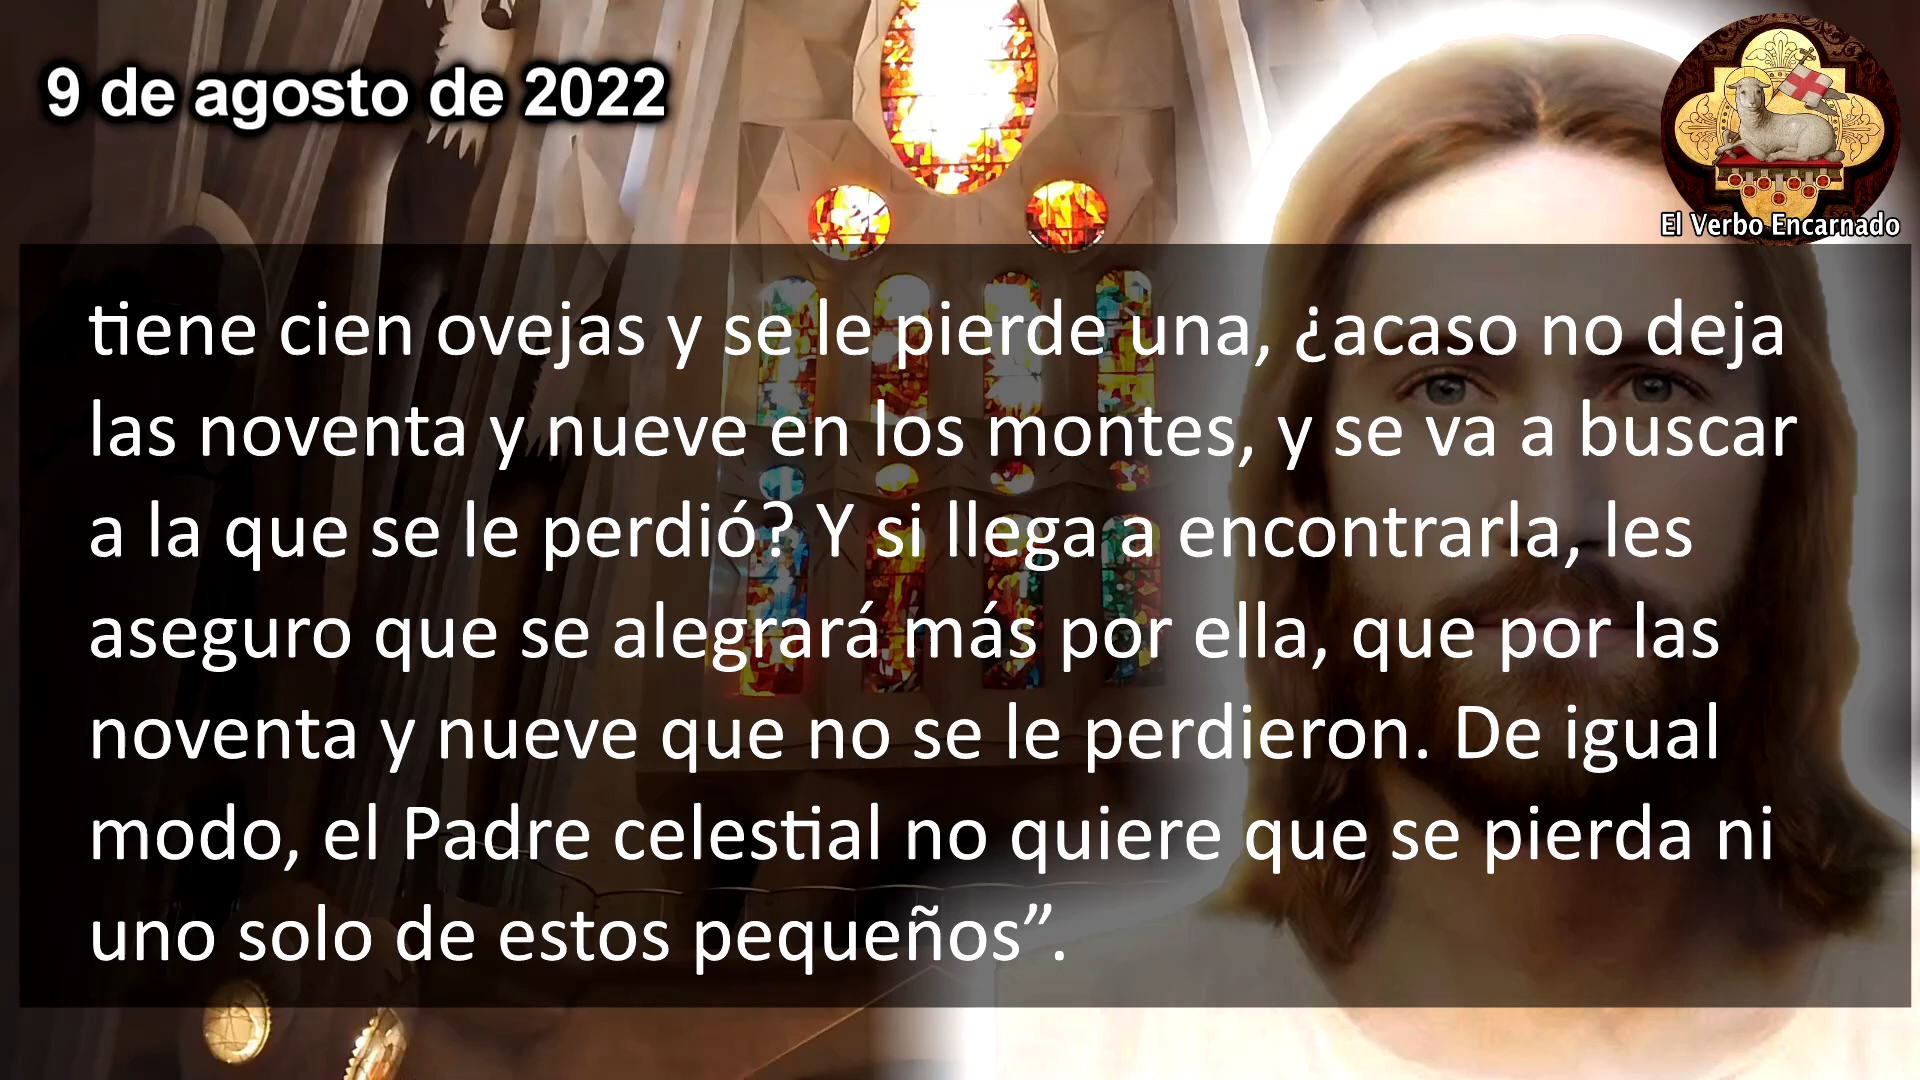 9 de agosto de 2022
El Verbo Encarnado
tiene cien ovejas y se le pierde una, ¿acaso no deja
las noventa y nueve en los montes, y se va a buscar
a la que se le perdió? Y si llega a encontrarla, les
aseguro que se alegrará más por ella, que por las
noventa y nueve que no se le perdieron. De igual
modo, el Padre celestial no quiere que se pierda ni
uno solo de estos pequeños”.